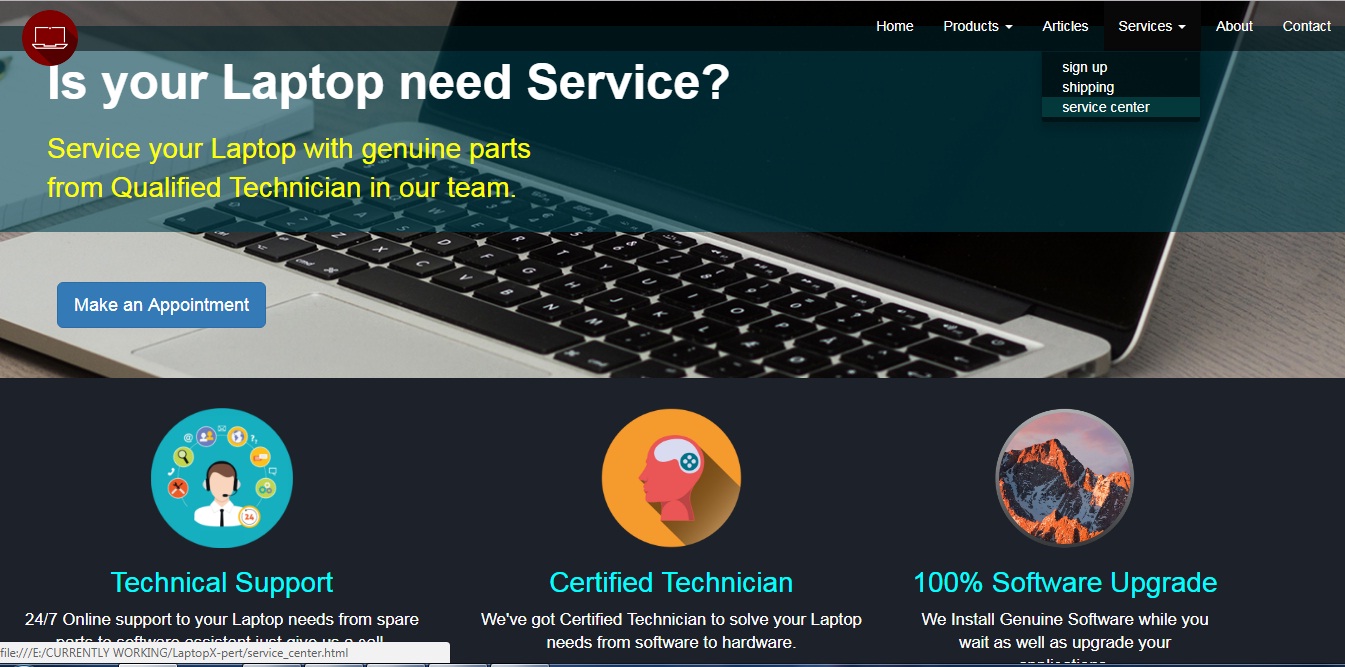 Home Products Articles Services About Contact
sign up
shipping
service center
Is your Laptop need Service?
Service your Laptop with genuine parts
from Qualified Technician in our team.
Make an Appointment
Technical Support
24/7 Online support to your Laptop needs from spare
parts to software assistant just give us a call
Certified Technician
We've got Certified Technician to solve your Laptop
needs from software to hardware.
100% Software Upgrade
We Install Genuine Software while you
wait as well as upgrade your
applications
file:///E:/CURRENTLY WORKING/LaptopX-pert/service_center.html